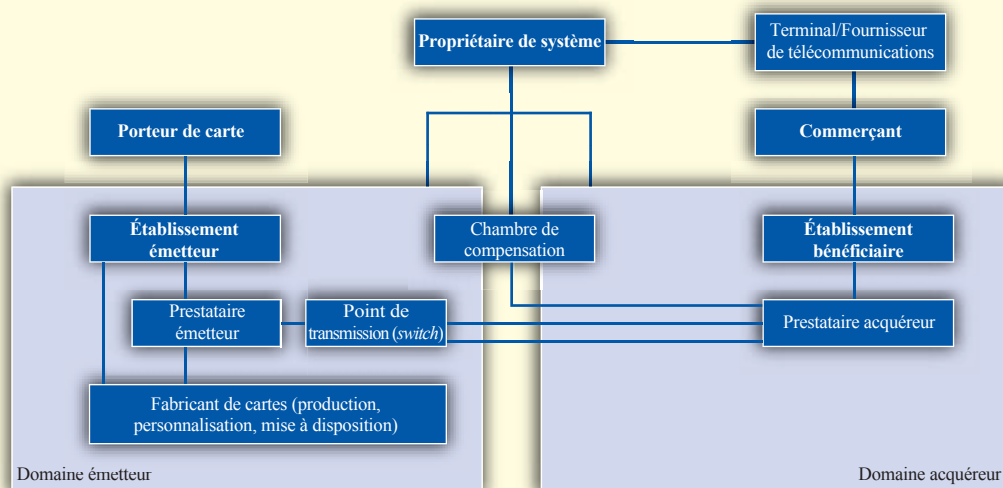 Propriétaire de système
Terminal/Fournisseur
de télécommunications
Porteur de carte
Commerçant
Établissement
émetteur
Chambre de
compensation
Établissement
bénéficiaire
Prestataire
émetteur
Point de
transmission (switch)
Prestataire acquéreur
Fabricant de cartes (production,
personnalisation, mise à disposition)
Domaine émetteur
Domaine acquéreur